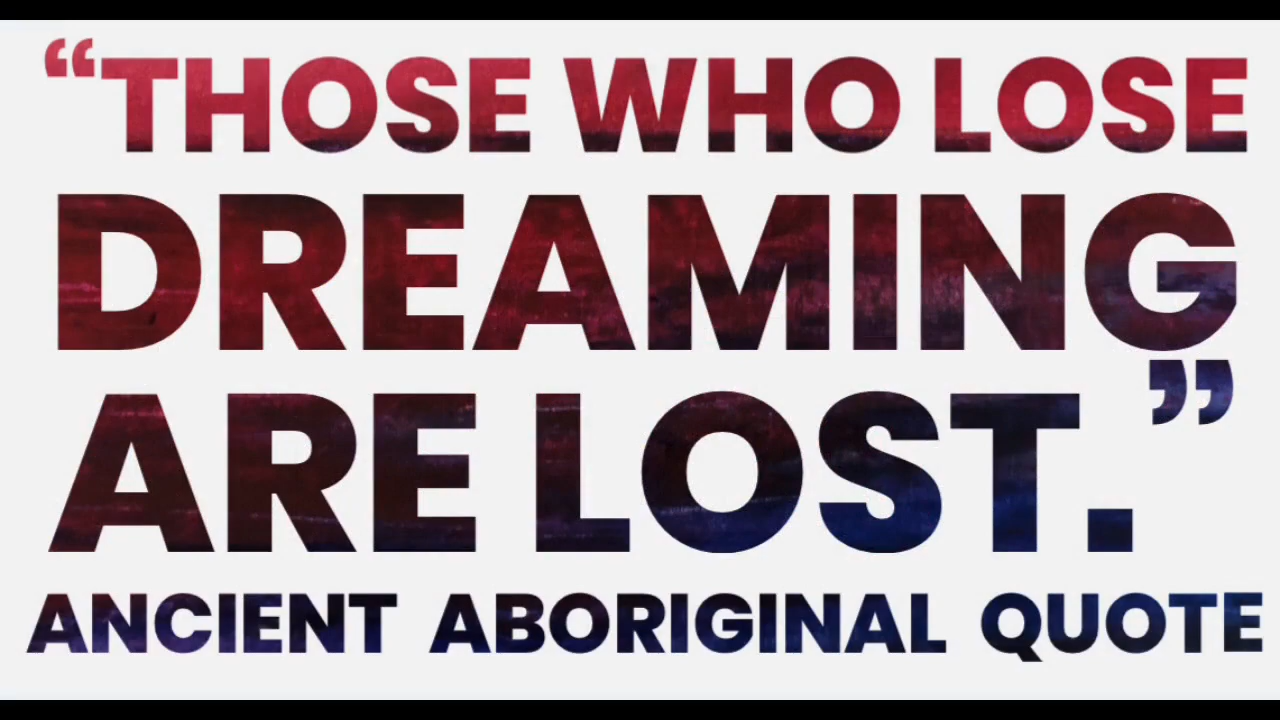 “THOSE WHO LOSE
DREAMING
ARE LOST.”
ANCIENT ABORIGINAL QUOTE